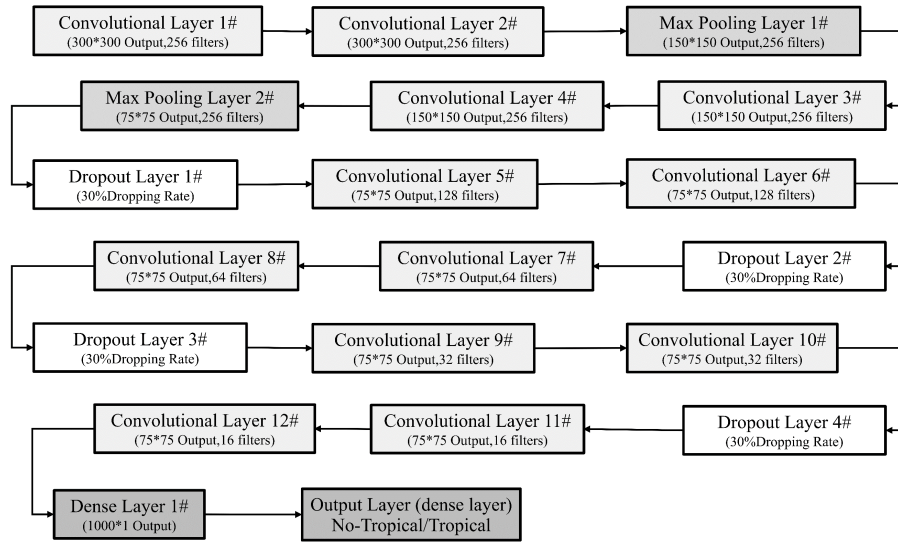 Convolutional Layer 1#
(300*300 Output,256 filters)
Convolutional Layer 2#
(300*300 Output,256 filters)
Max Pooling Layer 1#
(150*150 Output,256 filters)
Convolutional Layer 3#
(150*150 Output,256 filters)
Convolutional Layer 4#
(150*150 Output,256 filters)
Max Pooling Layer 2#
(75*75 Output,256 filters)
Dropout Layer 1#
(30%Dropping Rate)
Convolutional Layer 5#
(75*75 Output,128 filters)
Convolutional Layer 6#
(75*75 Output,128 filters)
Dropout Layer 2#
(30%Dropping Rate)
Convolutional Layer 7#
(75*75 Output,64 filters)
Convolutional Layer 8#
(75*75 Output,64 filters)
Dropout Layer 3#
(30%Dropping Rate)
Convolutional Layer 9#
(75*75 Output,32 filters)
Convolutional Layer 10#
(75*75 Output,32 filters)
Dropout Layer 4#
(30%Dropping Rate)
Convolutional Layer 11#
(75*75 Output,16 filters)
Convolutional Layer 12#
(75*75 Output,16 filters)
Dense Layer 1#
(1000*1 Output)
Output Layer (dense layer)
No-Tropical/Tropical